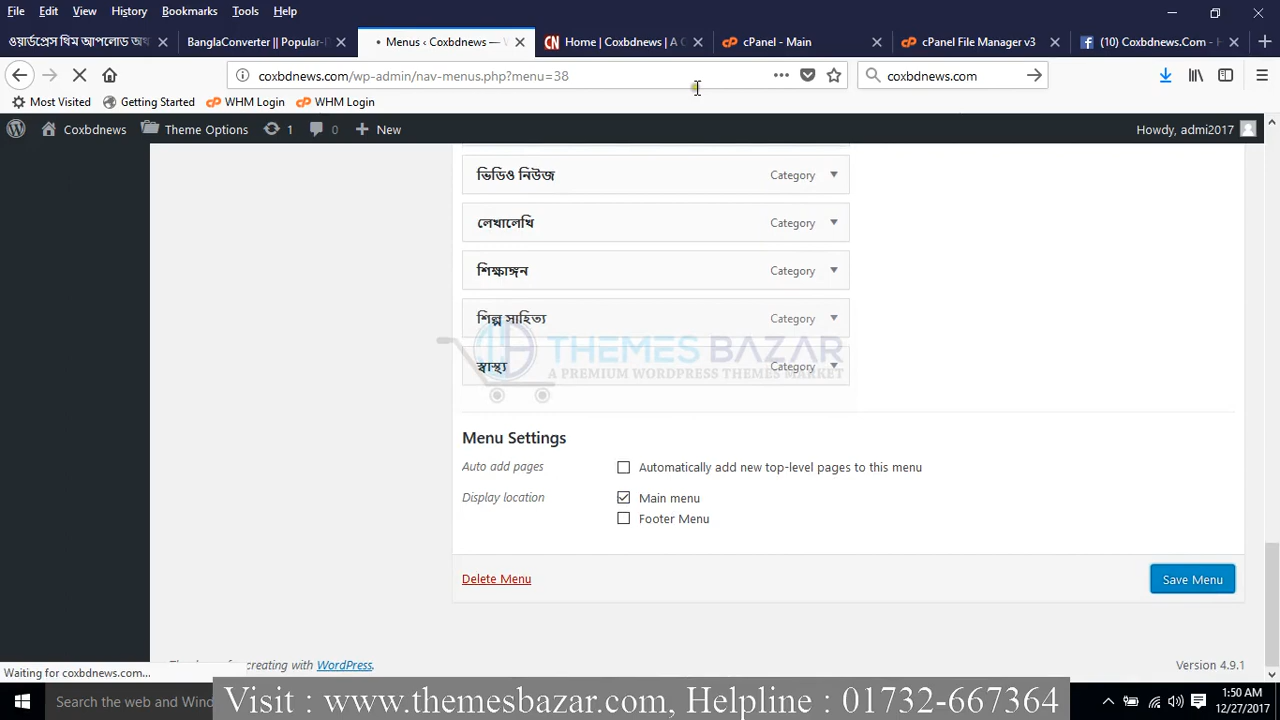 File Edit View History Bookmarks Tools Help
ওয়ার্ডপ্রেস থিম আপলোড অথ BanglaConverter || Popular-I Menus ‹ Coxbdnews — W Home | Coxbdnews | A C cPanel - Main cPanel File Manager v3 (10) Coxbdnews.Com - H
coxbdnews.com/wp-admin/nav-menus.php?menu=38 coxbdnews.com
Most Visited Getting Started WHM Login WHM Login
Coxbdnews Theme Options 1 0 New Howdy, admi2017
ভিডিও নিউজ Category
লেখালেখি Category
শিক্ষাঙ্গন Category
শিল্প সাহিত্য Category
THEMES BAZAR
স্বাস্থ্য Category
A PREMIUM WORDPRESS THEMES MARKET
Menu Settings
Auto add pages Automatically add new top-level pages to this menu
Display location Main menu
Footer Menu
Delete Menu Save Menu
creating with WordPress. Version 4.9.1
Waiting for coxbdnews.com...
Search the web and Wind
Visit : www.themesbazar.com, Helpline : 01732-667364
1:50 AM
12/27/2017